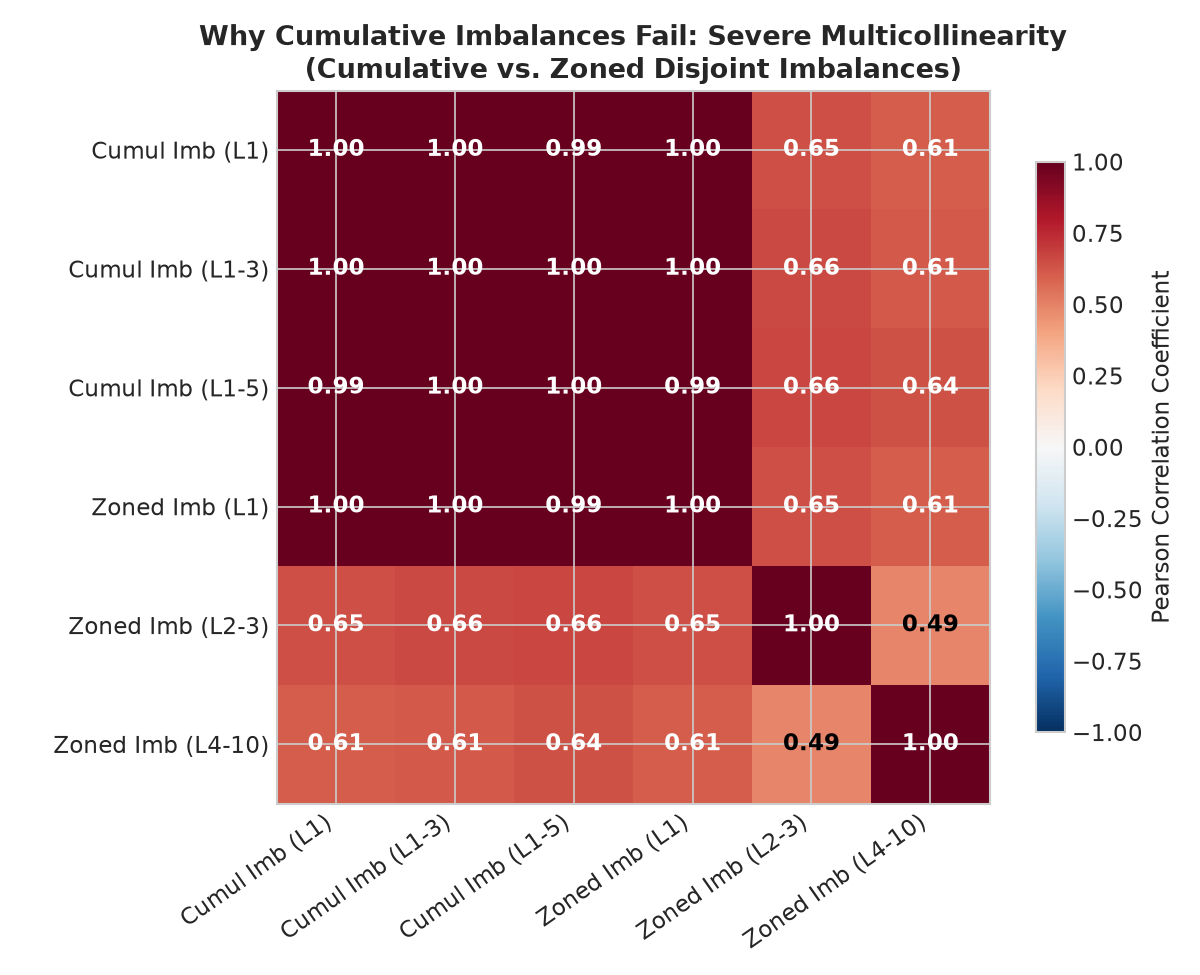 Why Cumulative Imbalances Fail: Severe Multicollinearity
(Cumulative vs. Zoned Disjoint Imbalances)
Cumul Imb (L1) 1.00 1.00 0.99 1.00 0.65 0.61
Cumul Imb (L1-3) 1.00 1.00 1.00 1.00 0.66 0.61
Cumul Imb (L1-5) 0.99 1.00 1.00 0.99 0.66 0.64
Zoned Imb (L1) 1.00 1.00 0.99 1.00 0.65 0.61
Zoned Imb (L2-3) 0.65 0.66 0.66 0.65 1.00 0.49
Zoned Imb (L4-10) 0.61 0.61 0.64 0.61 0.49 1.00
Cumul Imb (L1)
Cumul Imb (L1-3)
Cumul Imb (L1-5)
Zoned Imb (L1)
Zoned Imb (L2-3)
Zoned Imb (L4-10)
1.00
0.75
0.50
0.25
0.00
−0.25
−0.50
−0.75
−1.00
Pearson Correlation Coefficient